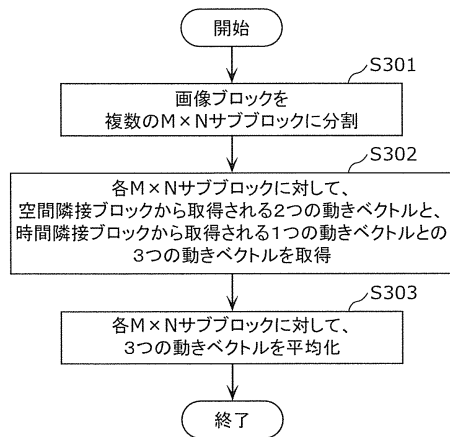 開始
S301
画像ブロックを
複数のM×Nサブブロックに分割
S302
各M×Nサブブロックに対して、
空間隣接ブロックから取得される2つの動きベクトルと、
時間隣接ブロックから取得される1つの動きベクトルとの
3つの動きベクトルを取得
S303
各M×Nサブブロックに対して、
3つの動きベクトルを平均化
終了